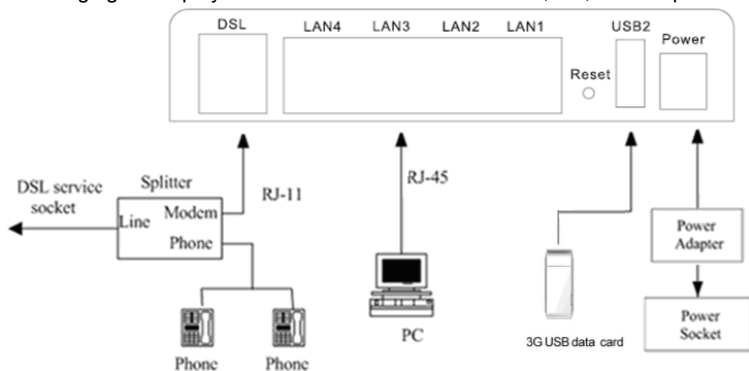 DSL LAN4 LAN3 LAN2 LAN1 USB2 Power
Reset
DSL service
socket
Splitter
RJ-11
RJ-45
Line
Modem
Phone
Power
Adapter
Power
Socket
PC
3G USB data card
Phone Phone